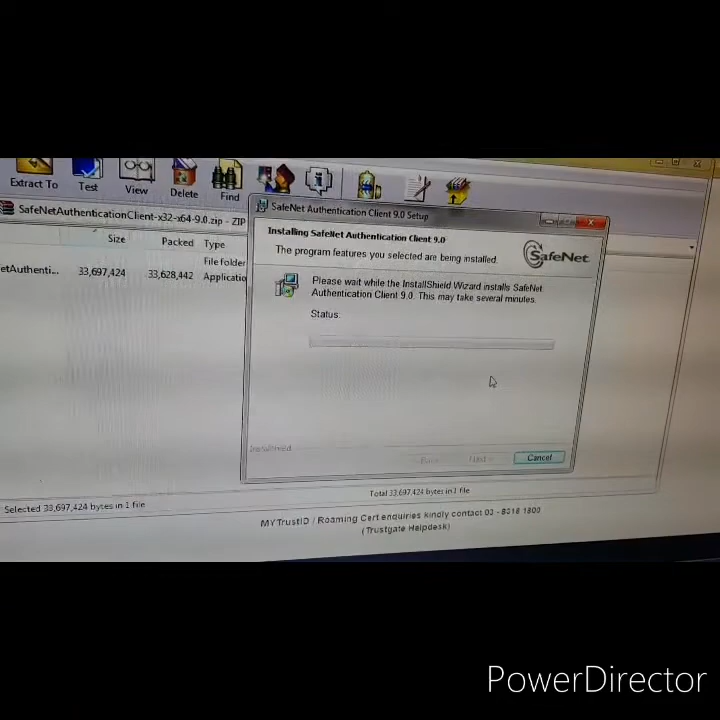 Extract To
Test
View
Delete
Find
SafeNetAuthenticationClient-x32-x64-9.0.zip - ZIP
Size
Packed
Type
File folder
etAuthenti...
33,697,424
33,628,442
Applicatio
SafeNet Authentication Client 9.0 Setup
Installing SafeNet Authentication Client 9.0
The program features you selected are being installed.
SafeNet.
Please wait while the InstallShield Wizard installs SafeNet
Authentication Client 9.0. This may take several minutes.
Status:
InstallShield
Back
Next >
Cancel
Selected 33,697,424 bytes in 1 file
Total 33,697,424 bytes in 1 file
MYTrustID / Roaming Cert enquiries kindly contact 03 - 8318 1800
(Trustgate Helpdesk)
PowerDirector